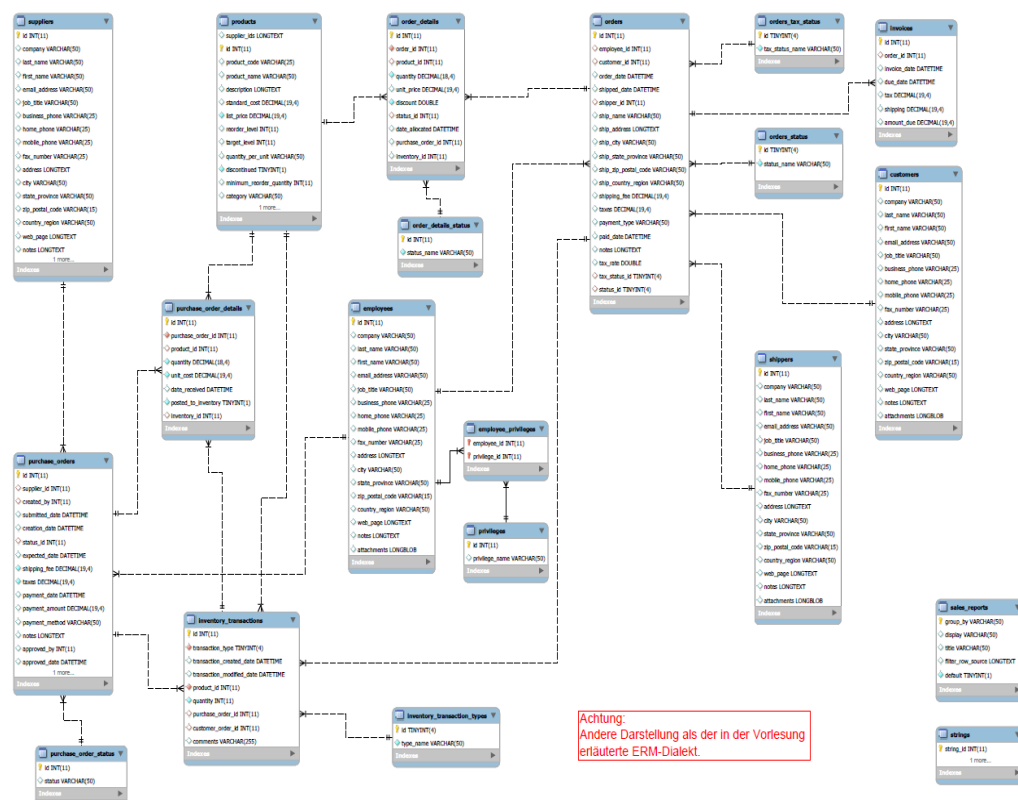 suppliers
id INT(11)
company VARCHAR(50)
last_name VARCHAR(50)
first_name VARCHAR(50)
email_address VARCHAR(50)
job_title VARCHAR(50)
business_phone VARCHAR(25)
home_phone VARCHAR(25)
mobile_phone VARCHAR(25)
fax_number VARCHAR(25)
address LONGTEXT
city VARCHAR(50)
state_province VARCHAR(50)
zip_postal_code VARCHAR(15)
country_region VARCHAR(50)
web_page LONGTEXT
notes LONGTEXT
1 more...
Indexes
products
supplier_ids LONGTEXT
id INT(11)
product_code VARCHAR(25)
product_name VARCHAR(50)
description LONGTEXT
standard_cost DECIMAL(19,4)
list_price DECIMAL(19,4)
reorder_level INT(11)
target_level INT(11)
quantity_per_unit VARCHAR(50)
discontinued TINYINT(1)
minimum_reorder_quantity INT(11)
category VARCHAR(50)
1 more...
Indexes
order_details
id INT(11)
order_id INT(11)
product_id INT(11)
quantity DECIMAL(18,4)
unit_price DECIMAL(19,4)
discount DOUBLE
status_id INT(11)
date_allocated DATETIME
purchase_order_id INT(11)
inventory_id INT(11)
Indexes
order_details_status
id INT(11)
status_name VARCHAR(50)
Indexes
orders
id INT(11)
employee_id INT(11)
customer_id INT(11)
order_date DATETIME
shipped_date DATETIME
shipper_id INT(11)
ship_name VARCHAR(50)
ship_address LONGTEXT
ship_city VARCHAR(50)
ship_state_province VARCHAR(50)
ship_zip_postal_code VARCHAR(50)
ship_country_region VARCHAR(50)
shipping_fee DECIMAL(19,4)
taxes DECIMAL(19,4)
payment_type VARCHAR(50)
paid_date DATETIME
notes LONGTEXT
tax_rate DOUBLE
tax_status_id TINYINT(4)
status_id TINYINT(4)
Indexes
orders_tax_status
id TINYINT(4)
tax_status_name VARCHAR(50)
Indexes
orders_status
id TINYINT(4)
status_name VARCHAR(50)
Indexes
invoices
id INT(11)
order_id INT(11)
invoice_date DATETIME
due_date DATETIME
tax DECIMAL(19,4)
shipping DECIMAL(19,4)
amount_due DECIMAL(19,4)
Indexes
customers
id INT(11)
company VARCHAR(50)
last_name VARCHAR(50)
first_name VARCHAR(50)
email_address VARCHAR(50)
job_title VARCHAR(50)
business_phone VARCHAR(25)
home_phone VARCHAR(25)
mobile_phone VARCHAR(25)
fax_number VARCHAR(25)
address LONGTEXT
city VARCHAR(50)
state_province VARCHAR(50)
zip_postal_code VARCHAR(15)
country_region VARCHAR(50)
web_page LONGTEXT
notes LONGTEXT
attachments LONGBLOB
Indexes
purchase_order_details
id INT(11)
purchase_order_id INT(11)
product_id INT(11)
quantity DECIMAL(18,4)
unit_cost DECIMAL(19,4)
date_received DATETIME
posted_to_inventory TINYINT(1)
inventory_id INT(11)
Indexes
employees
id INT(11)
company VARCHAR(50)
last_name VARCHAR(50)
first_name VARCHAR(50)
email_address VARCHAR(50)
job_title VARCHAR(50)
business_phone VARCHAR(25)
home_phone VARCHAR(25)
mobile_phone VARCHAR(25)
fax_number VARCHAR(25)
address LONGTEXT
city VARCHAR(50)
state_province VARCHAR(50)
zip_postal_code VARCHAR(15)
country_region VARCHAR(50)
web_page LONGTEXT
notes LONGTEXT
attachments LONGBLOB
Indexes
employee_privileges
employee_id INT(11)
privilege_id INT(11)
Indexes
privileges
id INT(11)
privilege_name VARCHAR(50)
Indexes
shippers
id INT(11)
company VARCHAR(50)
last_name VARCHAR(50)
first_name VARCHAR(50)
email_address VARCHAR(50)
job_title VARCHAR(50)
business_phone VARCHAR(25)
home_phone VARCHAR(25)
mobile_phone VARCHAR(25)
fax_number VARCHAR(25)
address LONGTEXT
city VARCHAR(50)
state_province VARCHAR(50)
zip_postal_code VARCHAR(15)
country_region VARCHAR(50)
web_page LONGTEXT
notes LONGTEXT
attachments LONGBLOB
Indexes
purchase_orders
id INT(11)
supplier_id INT(11)
created_by INT(11)
submitted_date DATETIME
creation_date DATETIME
status_id INT(11)
expected_date DATETIME
shipping_fee DECIMAL(19,4)
taxes DECIMAL(19,4)
payment_date DATETIME
payment_amount DECIMAL(19,4)
payment_method VARCHAR(50)
notes LONGTEXT
approved_by INT(11)
approved_date DATETIME
1 more...
Indexes
inventory_transactions
id INT(11)
transaction_type TINYINT(4)
transaction_created_date DATETIME
transaction_modified_date DATETIME
product_id INT(11)
quantity INT(11)
purchase_order_id INT(11)
customer_order_id INT(11)
comments VARCHAR(255)
Indexes
inventory_transaction_types
id TINYINT(4)
type_name VARCHAR(50)
Indexes
purchase_order_status
id INT(11)
status VARCHAR(50)
Indexes
Achtung:
Andere Darstellung als der in der Vorlesung
erläuterte ERM-Dialekt.
sales_reports
group_by VARCHAR(50)
display VARCHAR(50)
title VARCHAR(50)
filter_row_source LONGTEXT
default TINYINT(1)
Indexes
strings
string_id INT(11)
1 more...
Indexes